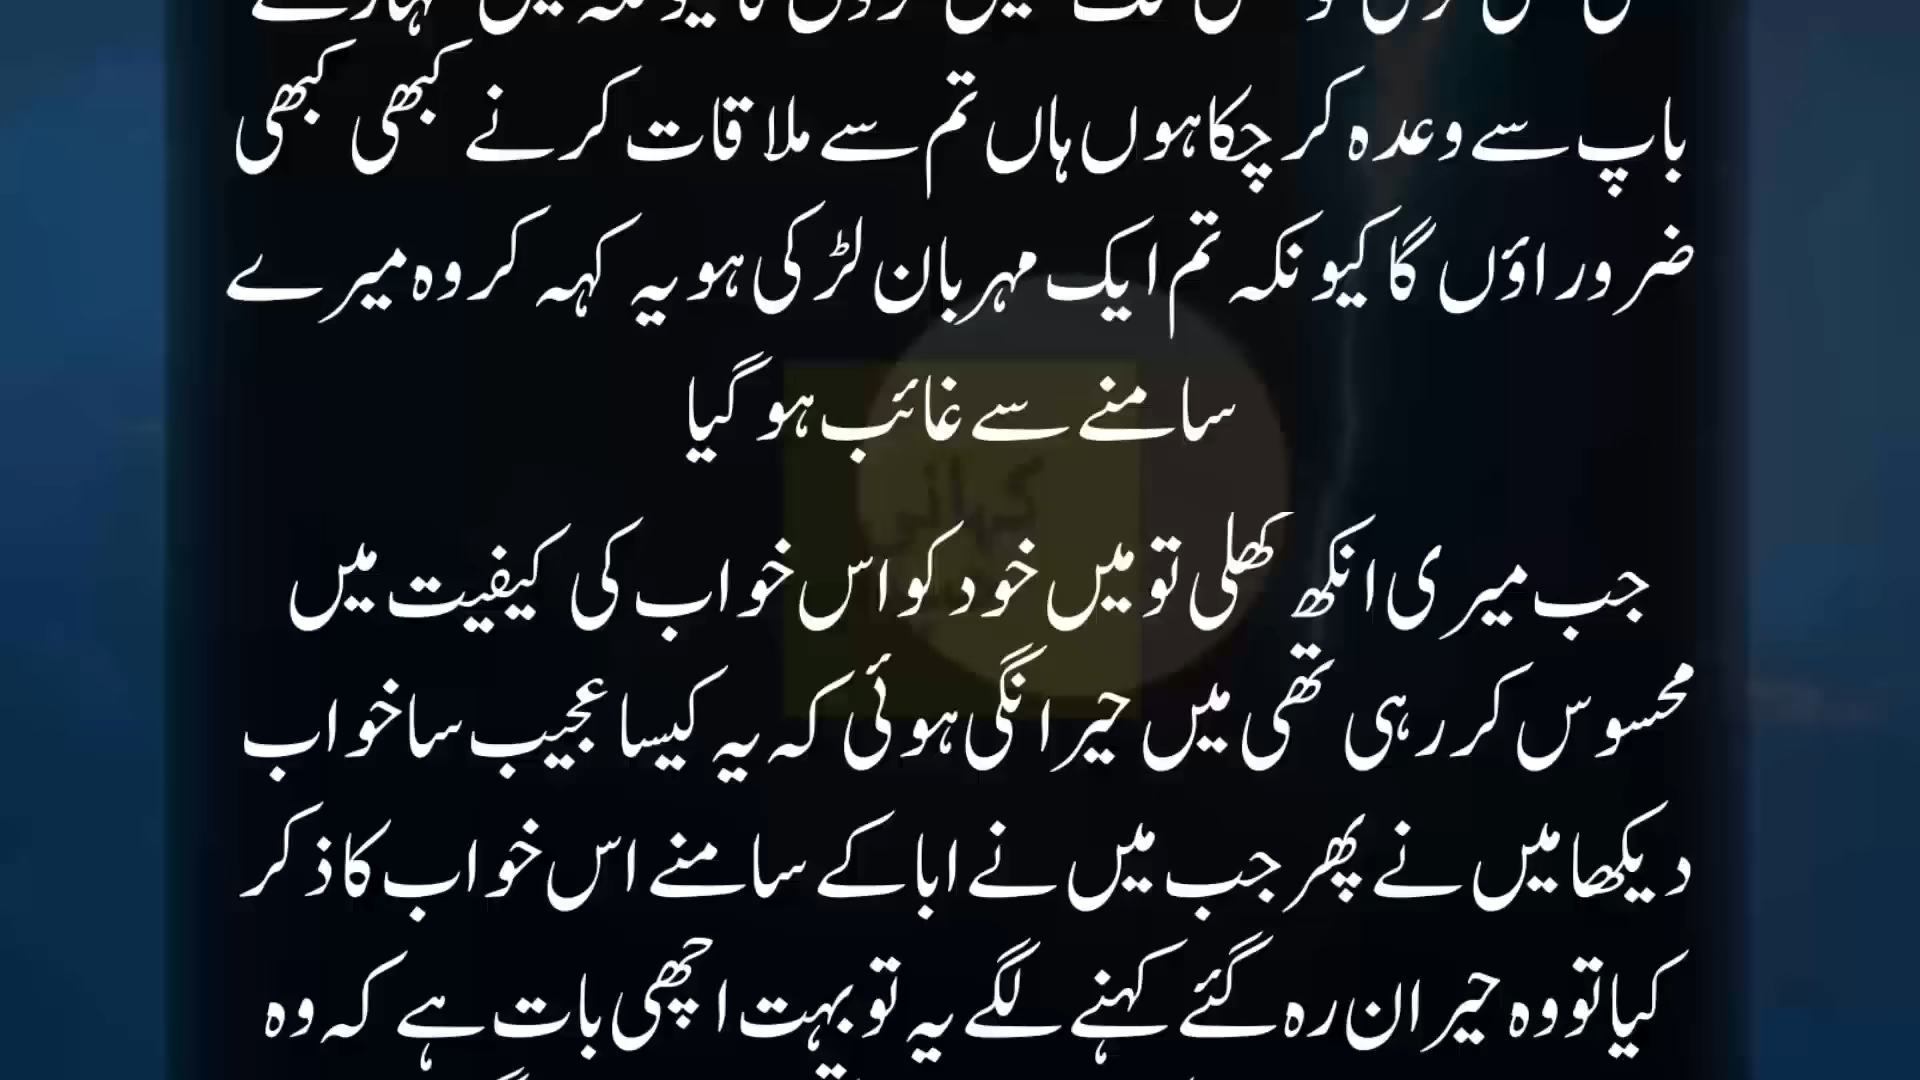 باپ سے وعدہ کر چکا ہوں ہاں تم سے ملاقات کرنے کبھی کبھی
ضرور اؤں گا کیونکہ تم ایک مہربان لڑکی ہو یہ کہہ کر وہ میرے
سامنے سے غائب ہو گیا
کہانی
جب میری انکھ کھلی تو میں خود کو اس خواب کی کیفیت میں
محسوس کر رہی تھی میں حیرانگی ہوئی کہ یہ کیسا عجیب سا خواب
دیکھا میں نے پھر جب میں نے ابا کے سامنے اس خواب کا ذکر
کیا تو وہ حیران رہ گئے کہنے لگے یہ تو بہت اچھی بات ہے کہ وہ